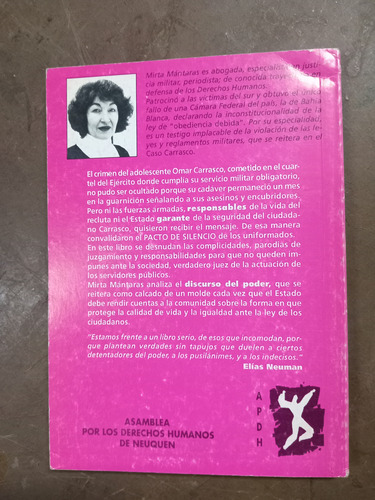 Mirta Mántaras es abogada, especialista en justi-
cia militar, periodista; de conocida trayectoria en
defensa de los Derechos Humanos.
Patrocinó a las víctimas del sur y obtuvo el único
fallo de una Cámara Federal del país, la de Bahía
Blanca, declarando la inconstitucionalidad de la
ley de "obediencia debida". Por su especialidad,
es un testigo implacable de la violación de las le-
yes y reglamentos militares, que se reitera en el
Caso Carrasco.
El crimen del adolescente Omar Carrasco, cometido en el cuar-
tel del Ejercito donde cumplia su servicio militar obligatorio,
no pudo ser ocultado porque su cadaver permaneció un mes
en la guarnición señalando a sus asesinos y encubridores.
Pero ni las fuerzas armadas, responsables de la vida del
recluta ni el Estado garante de la seguridad del ciudada-
no Carrasco, quisieron recibir el mensaje. De esa manera
convalidaron el PACTO DE SILENCIO de los uniformados.
En este libro se desnudan las complicidades, parodias de
juzgamiento y responsabilidades para que no queden im-
punes ante la sociedad, verdadero juez de la actuación de
los servidores públicos.
Mirta Mántaras analiza el discurso del poder, que se
reitera como calcado de un molde cada vez que el Estado
debe rendir cuentas a la comunidad sobre la forma en que
protege la calidad de vida y la igualdad ante la ley de los
ciudadanos.
"Estamos frente a un libro serio, de esos que incomodan, por-
que plantean verdades sin tapujos que duelen a ciertos
detentadores del poder, a los pusilánimes, y a los indecisos."
Elías Neuman
ASAMBLEA
POR LOS DERECHOS HUMANOS
DE NEUQUEN
A
P
D
H